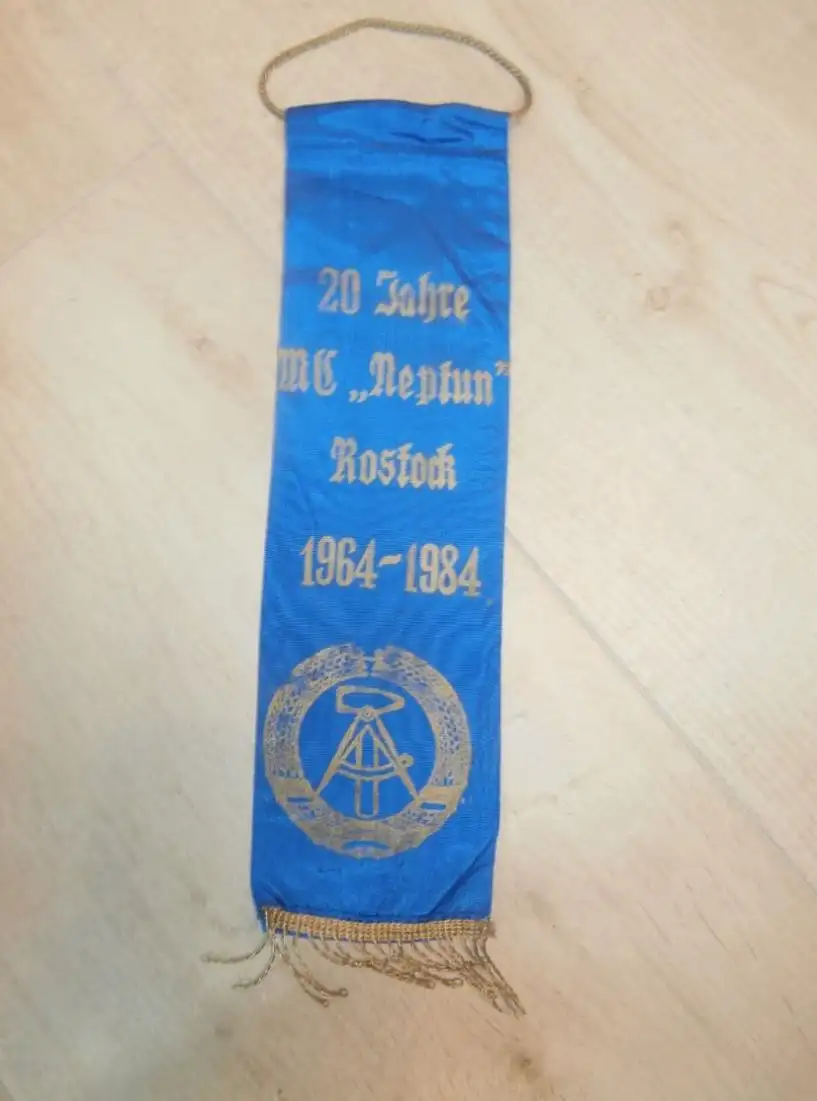 20 Jahre
MC „Neptun"
Rostock
1964-1984